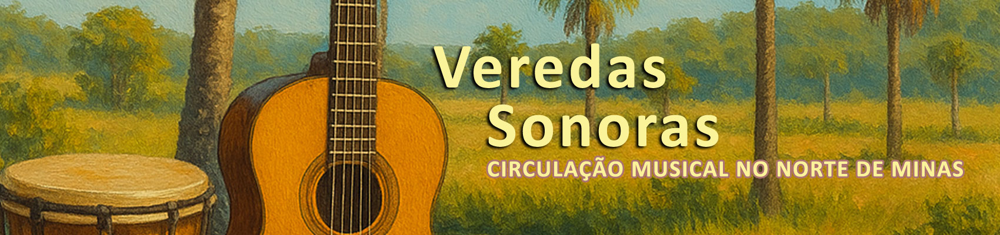 Veredas
Sonoras
CIRCULAÇÃO MUSICAL NO NORTE DE MINAS